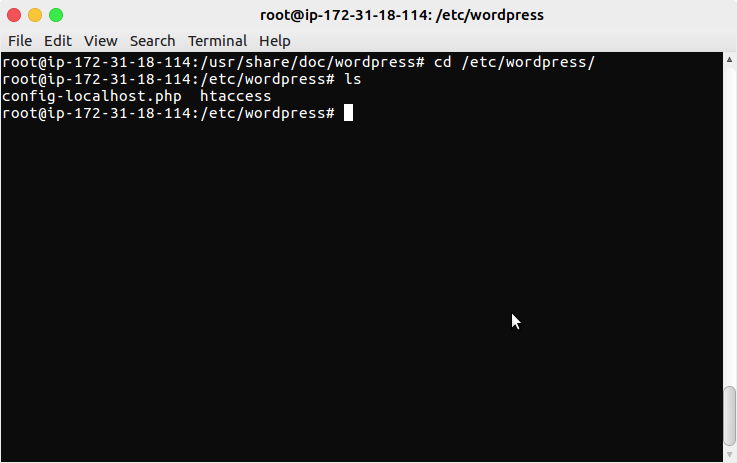 root@ip-172-31-18-114: /etc/wordpress
File Edit View Search Terminal Help
root@ip-172-31-18-114:/usr/share/doc/wordpress# cd /etc/wordpress/
root@ip-172-31-18-114:/etc/wordpress# ls
config-localhost.php  htaccess
root@ip-172-31-18-114:/etc/wordpress#